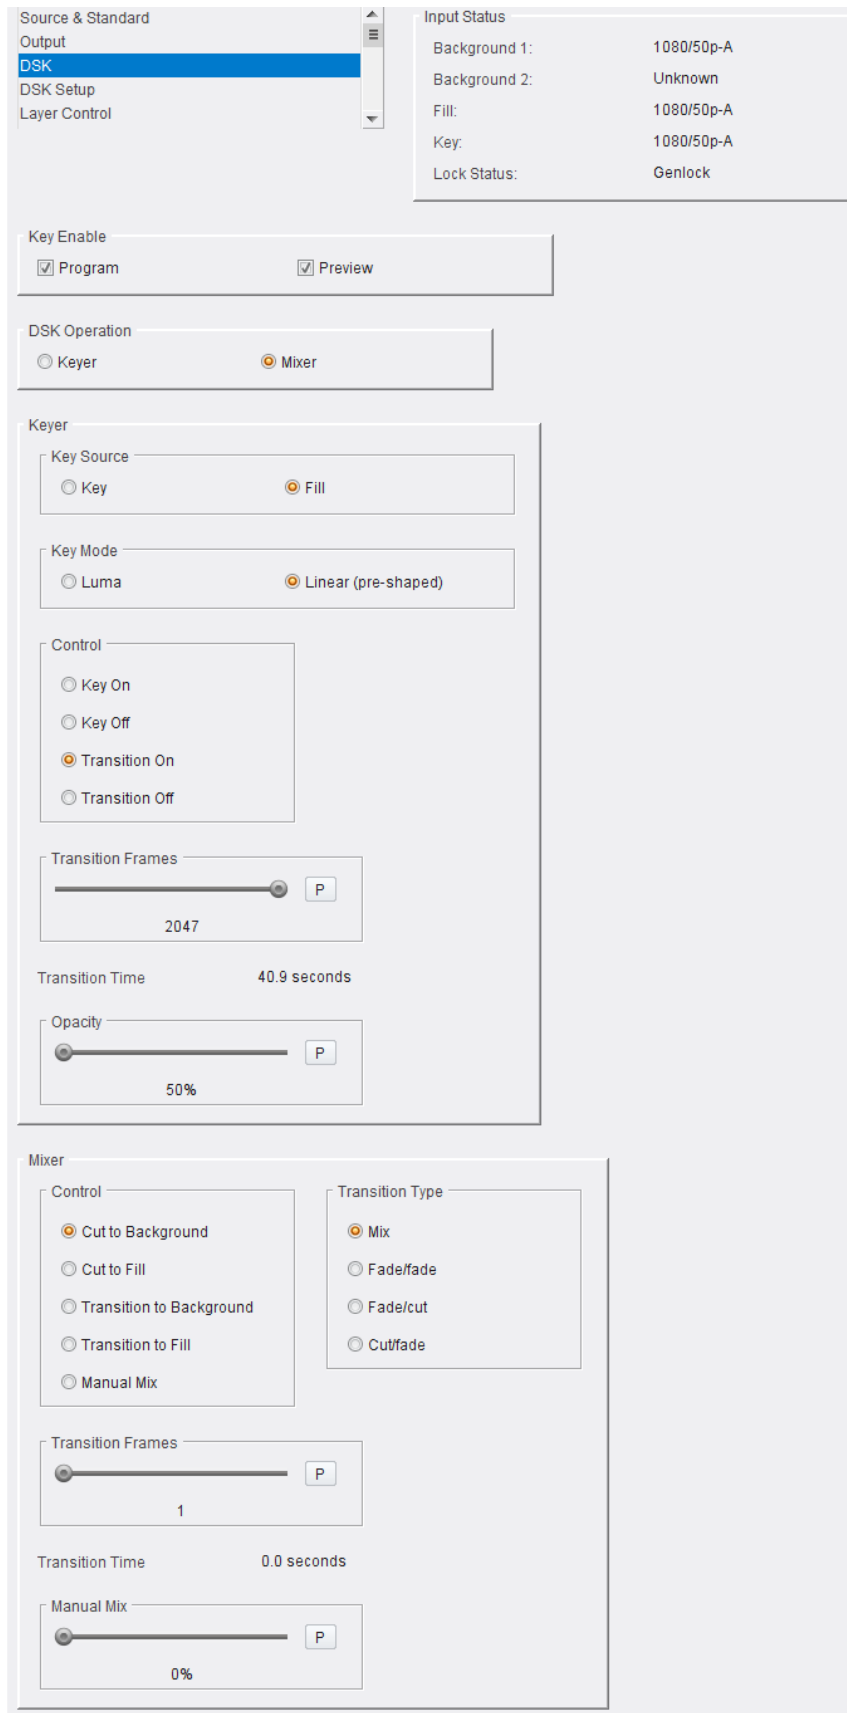 Source & Standard
Output
DSK
DSK Setup
Layer Control
Input Status
Background 1: 1080/50p-A
Background 2: Unknown
Fill: 1080/50p-A
Key: 1080/50p-A
Lock Status: Genlock
Key Enable
Program Preview
DSK Operation
Keyer Mixer
Keyer
Key Source
Key Fill
Key Mode
Luma Linear (pre-shaped)
Control
Key On
Key Off
Transition On
Transition Off
Transition Frames
P
2047
Transition Time 40.9 seconds
Opacity
P
50%
Mixer
Control
Cut to Background
Cut to Fill
Transition to Background
Transition to Fill
Manual Mix
Transition Type
Mix
Fade/fade
Fade/cut
Cut/fade
Transition Frames
P
1
Transition Time 0.0 seconds
Manual Mix
P
0%